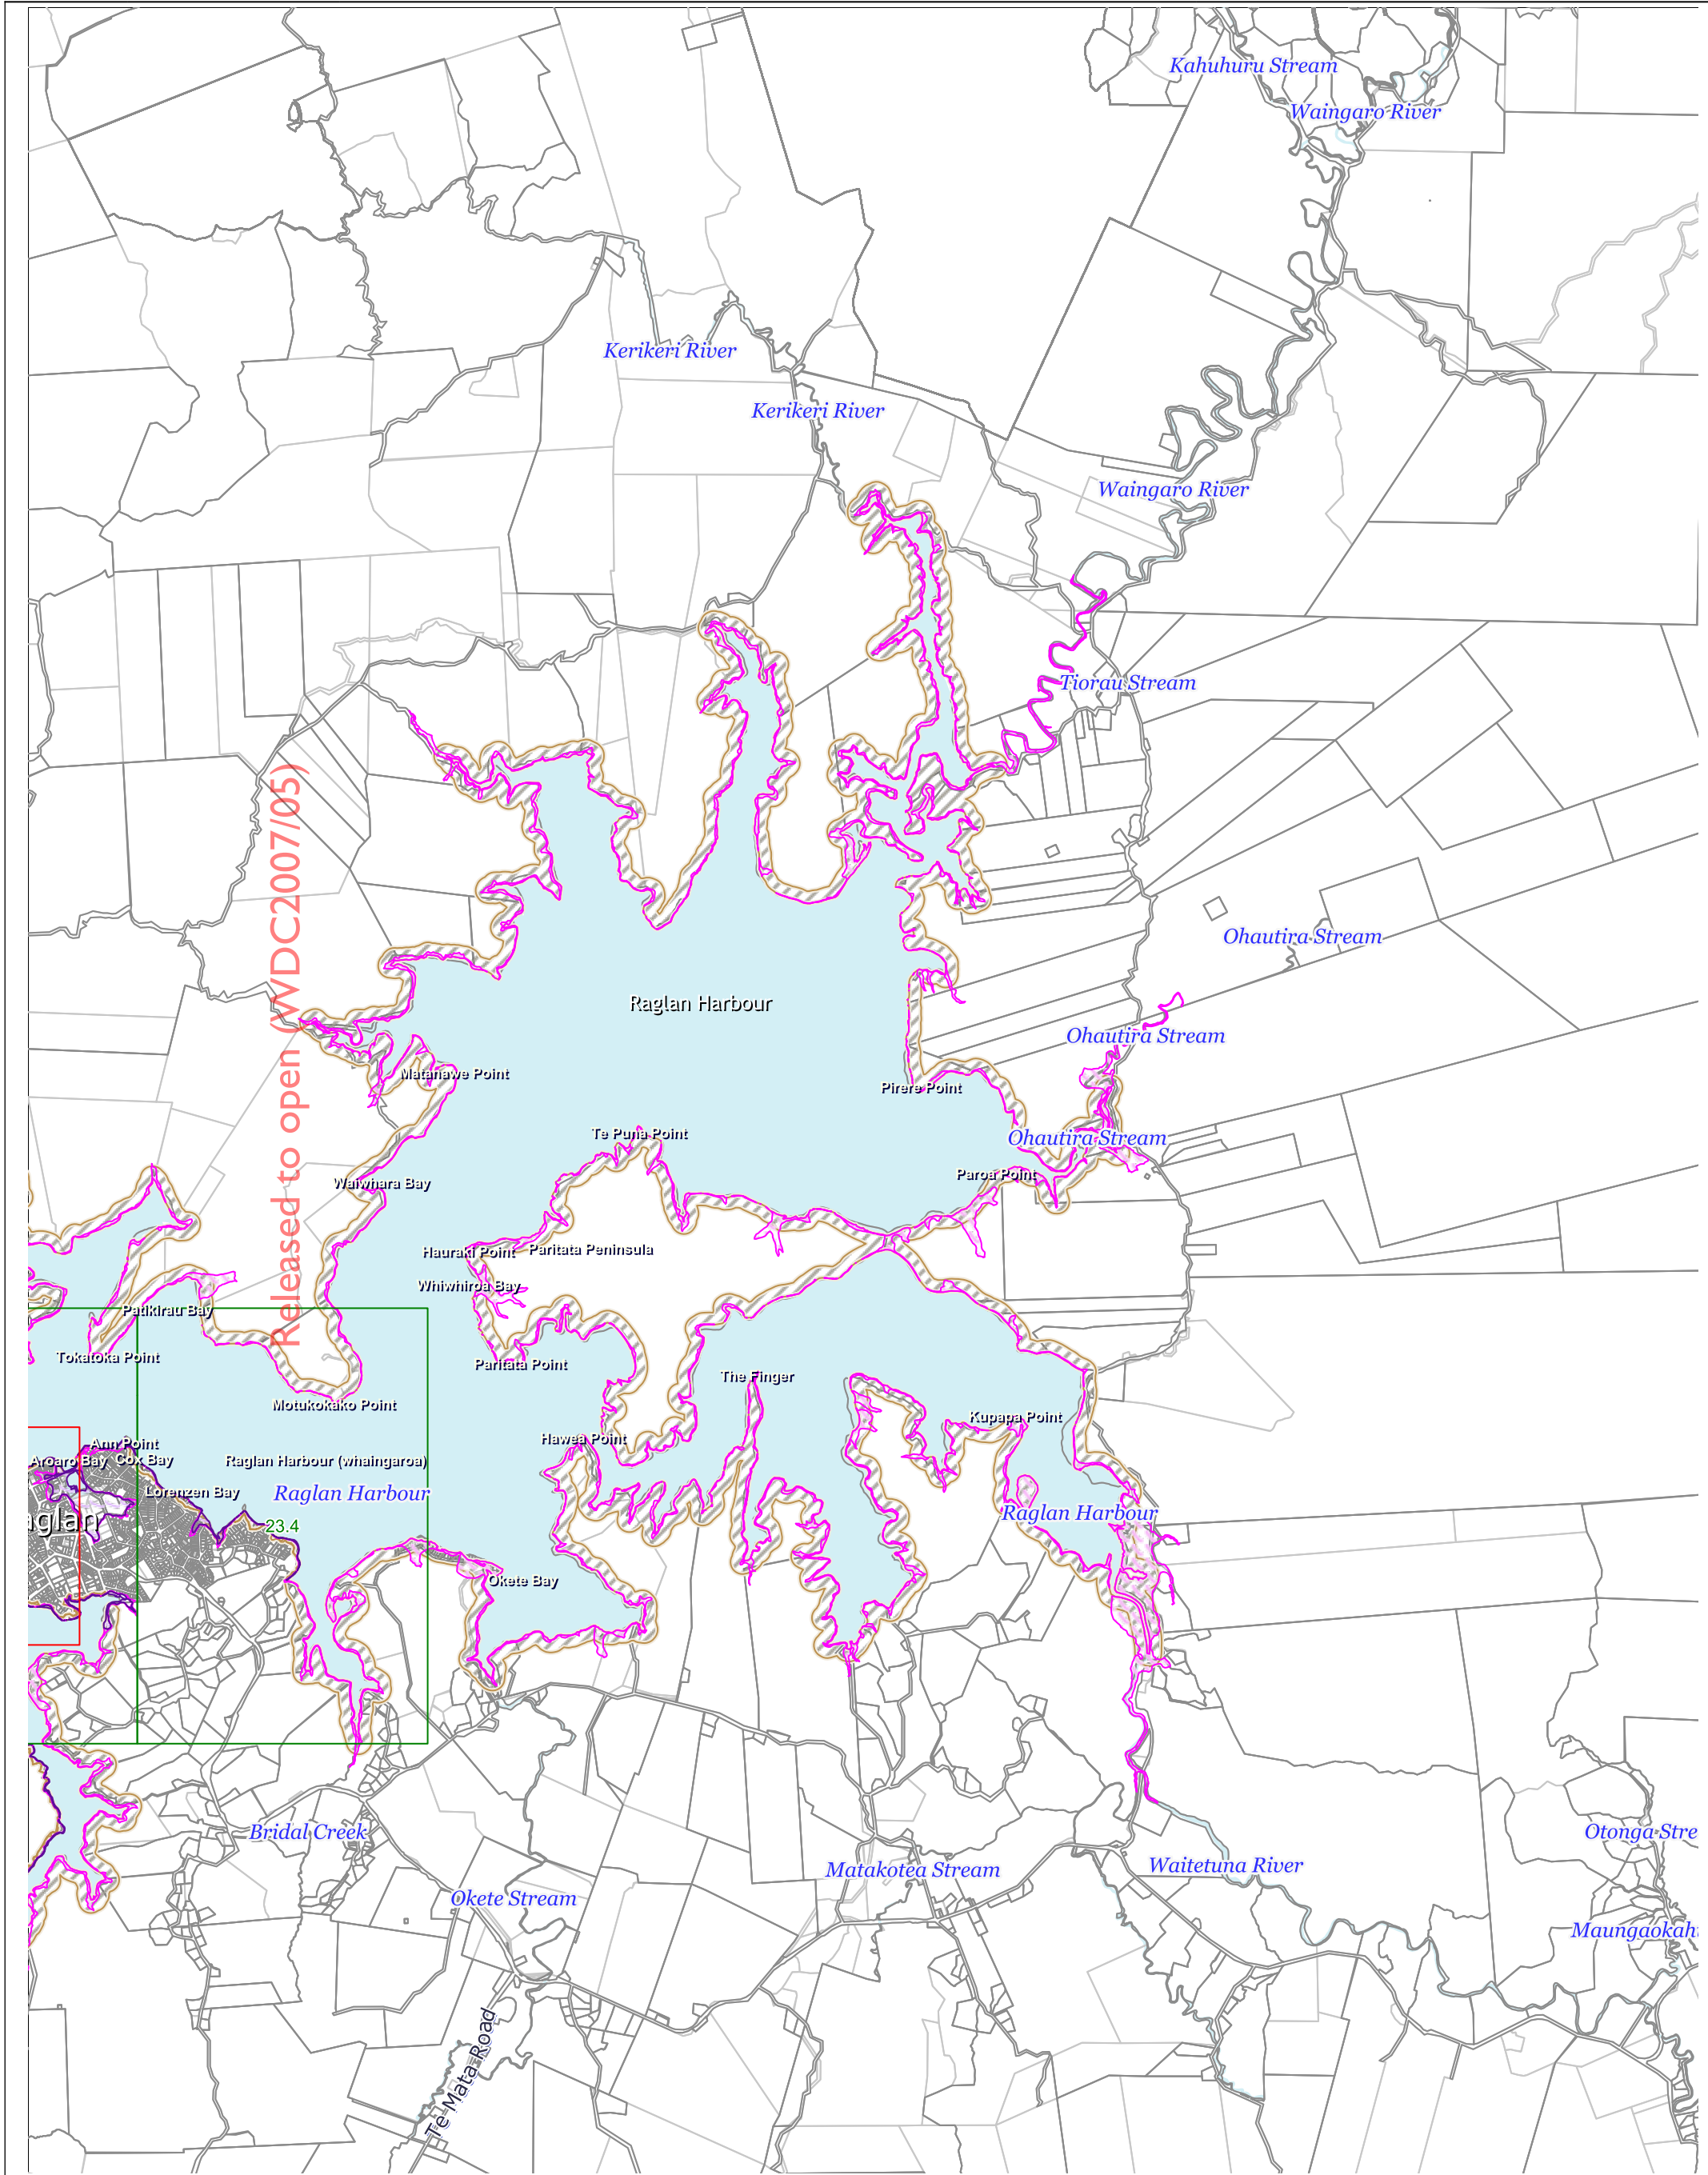 Kahuhuru Stream
Waingaro River
Kerikeri River
Kerikeri River
Waingaro River
Tiorau Stream
Released to open (WDC2007/05)
Ohautira Stream
Raglan Harbour
Ohautira Stream
Matanawe Point
Pirere Point
Te Puna Point
Ohautira Stream
Paroa Point
Waiwhara Bay
Hauraki Point
Paritata Peninsula
Whiwhiroa Bay
Patikirau Bay
Tokatoka Point
Paritata Point
The Finger
Motukokako Point
Kupapa Point
Hawea Point
Ann Point
Aroaro Bay
Cox Bay
Raglan Harbour (whaingaroa)
Lorenzen Bay
Raglan Harbour
Raglan Harbour
aglan
23.4
Okete Bay
Bridal Creek
Otonga Stre
Waitetuna River
Matakotea Stream
Okete Stream
Maungaokah
Te Mata Road